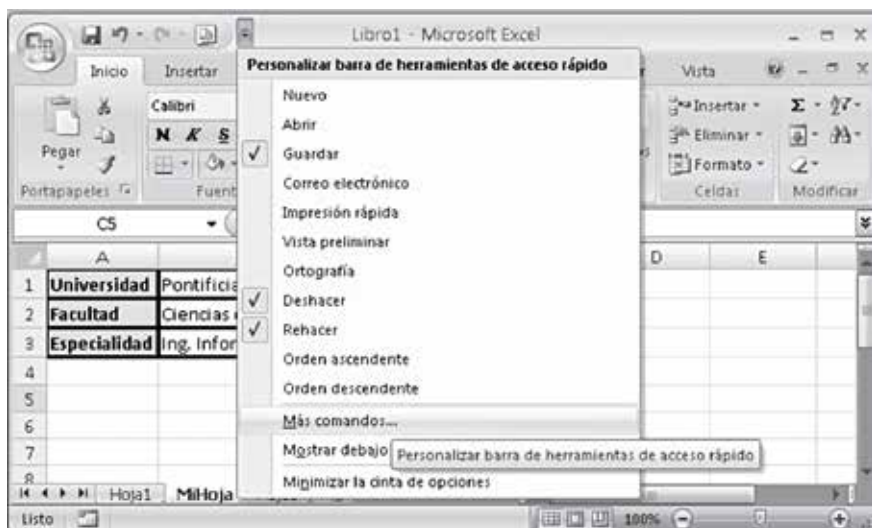 Libro1 - Microsoft Excel
Inicio
Insertar
Vista
Personalizar barra de herramientas de acceso rápido
Nuevo
Abrir
Guardar
Correo electrónico
Impresión rápida
Vista preliminar
Ortografía
Deshacer
Rehacer
Orden ascendente
Orden descendente
Más comandos...
Mostrar debajo
Minimizar la cinta de opciones
Personalizar barra de herramientas de acceso rápido
Pegar
Portapapeles
Calibri
N K S
Fuent
Insertar
Eliminar
Formato
Celdas
Σ
Modificar
C5
A D E
1 Universidad Pontificia
2 Facultad Ciencias
3 Especialidad Ing. Infor
4
5
6
7
8
Hoja1 MiHoja
Listo 100%